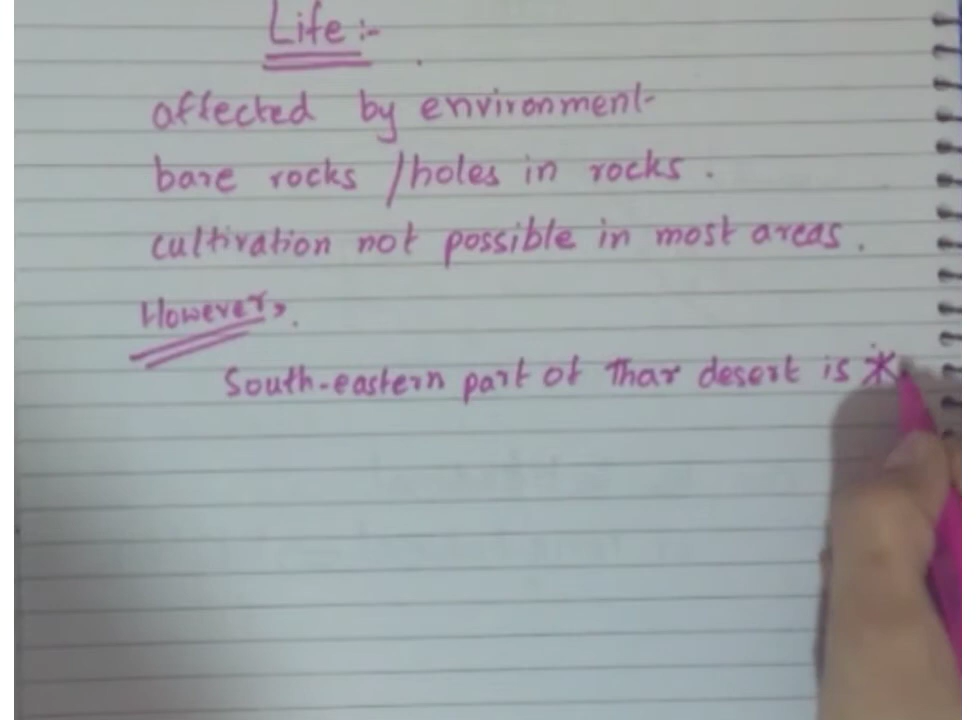 Life :-
affected by environment-
bare rocks / holes in rocks.
cultivation not possible in most areas.
However,
South-eastern part of Thar desert is